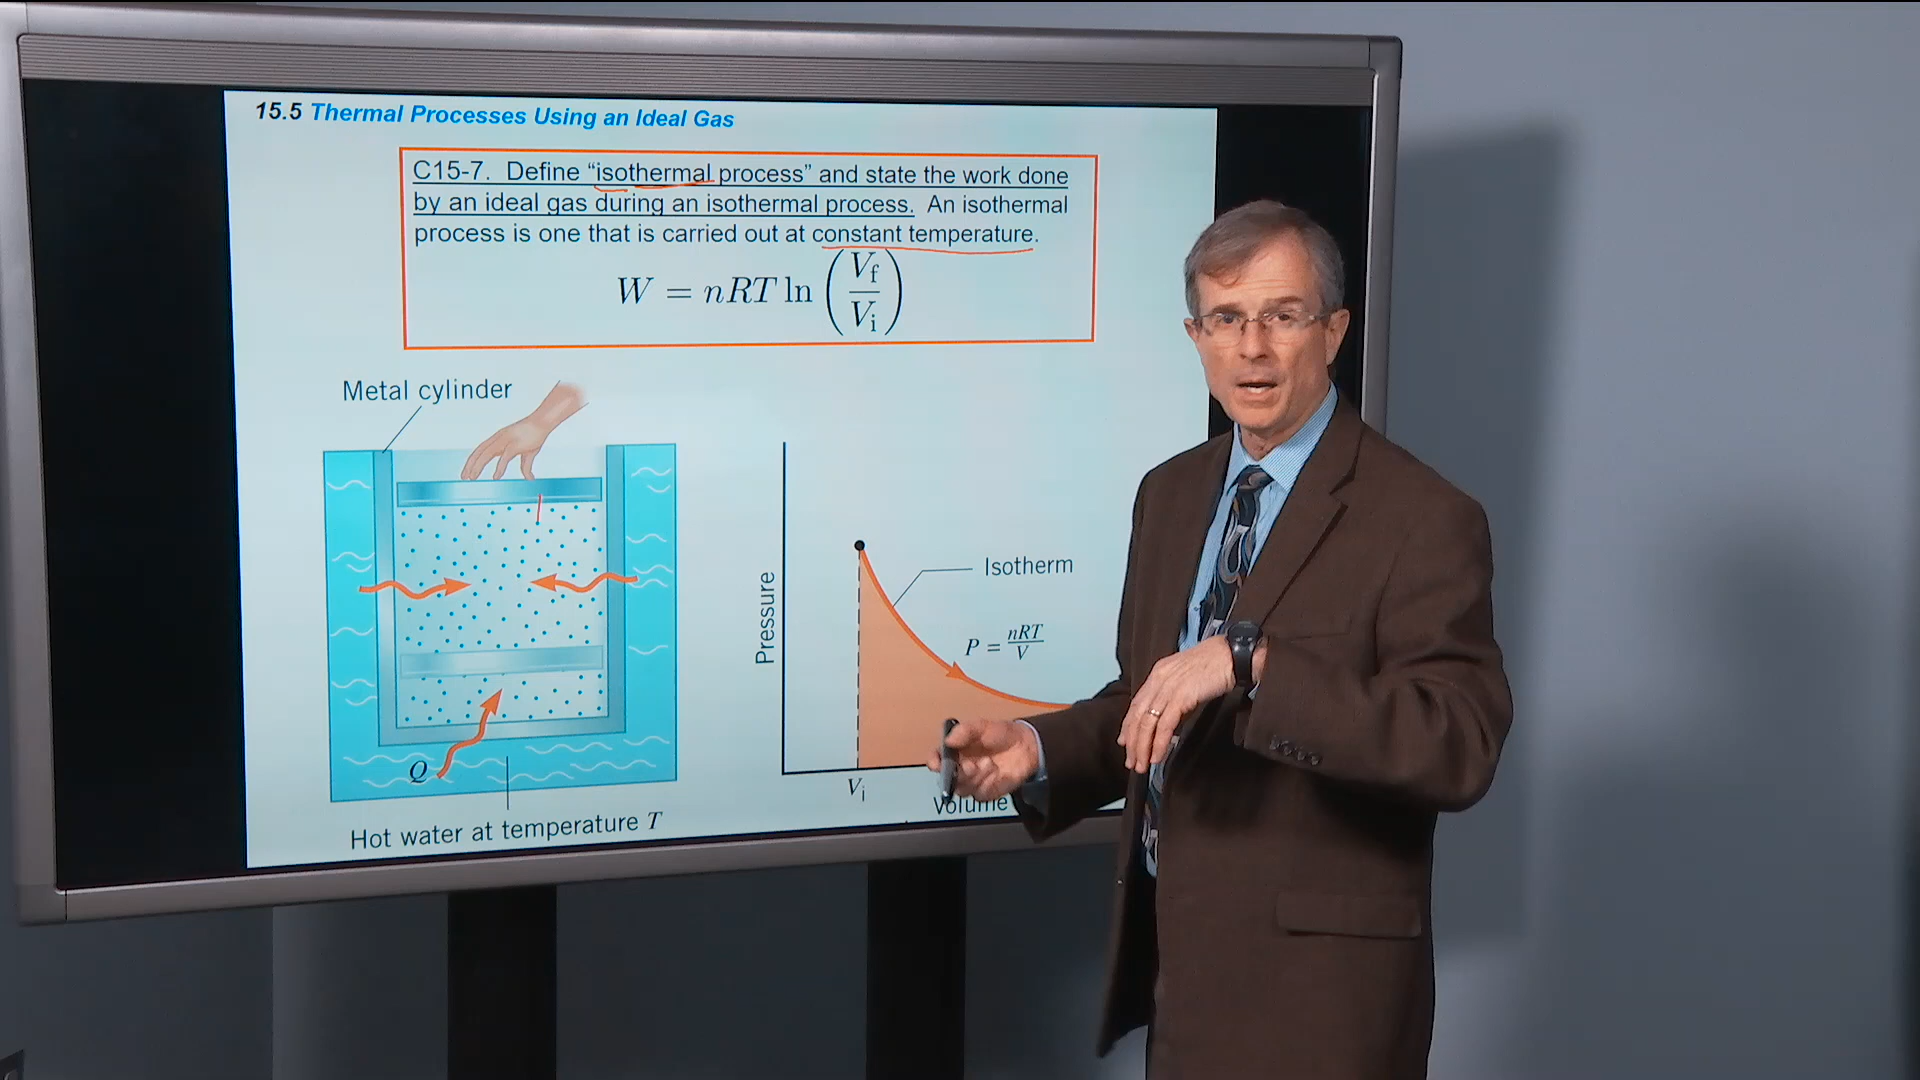 15.5 Thermal Processes Using an Ideal Gas
C15-7. Define “isothermal process” and state the work done
by an ideal gas during an isothermal process. An isothermal
process is one that is carried out at constant temperature.
W = nRT ln (Vf/Vi)
Metal cylinder
Q
Hot water at temperature T
Pressure
Isotherm
P = nRT/V
Vi
Volume